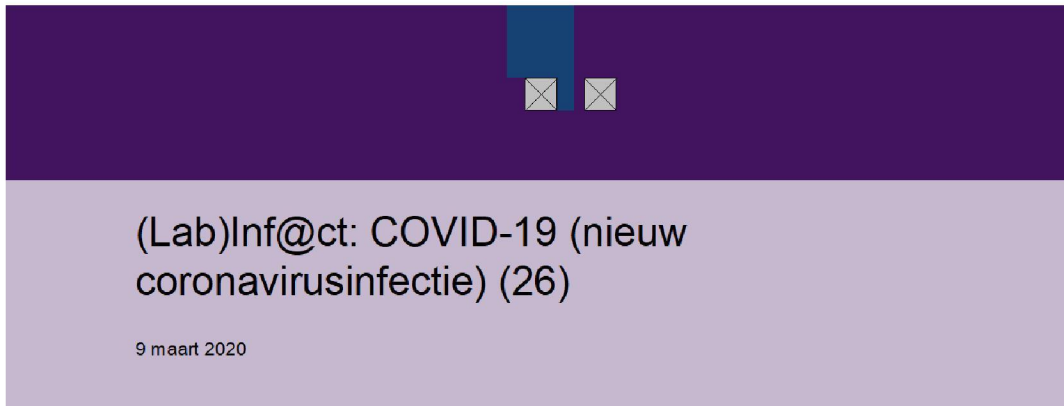 (Lab)Inf@ct: COVID-19 (nieuw
coronavirusinfectie) (26)
9 maart 2020